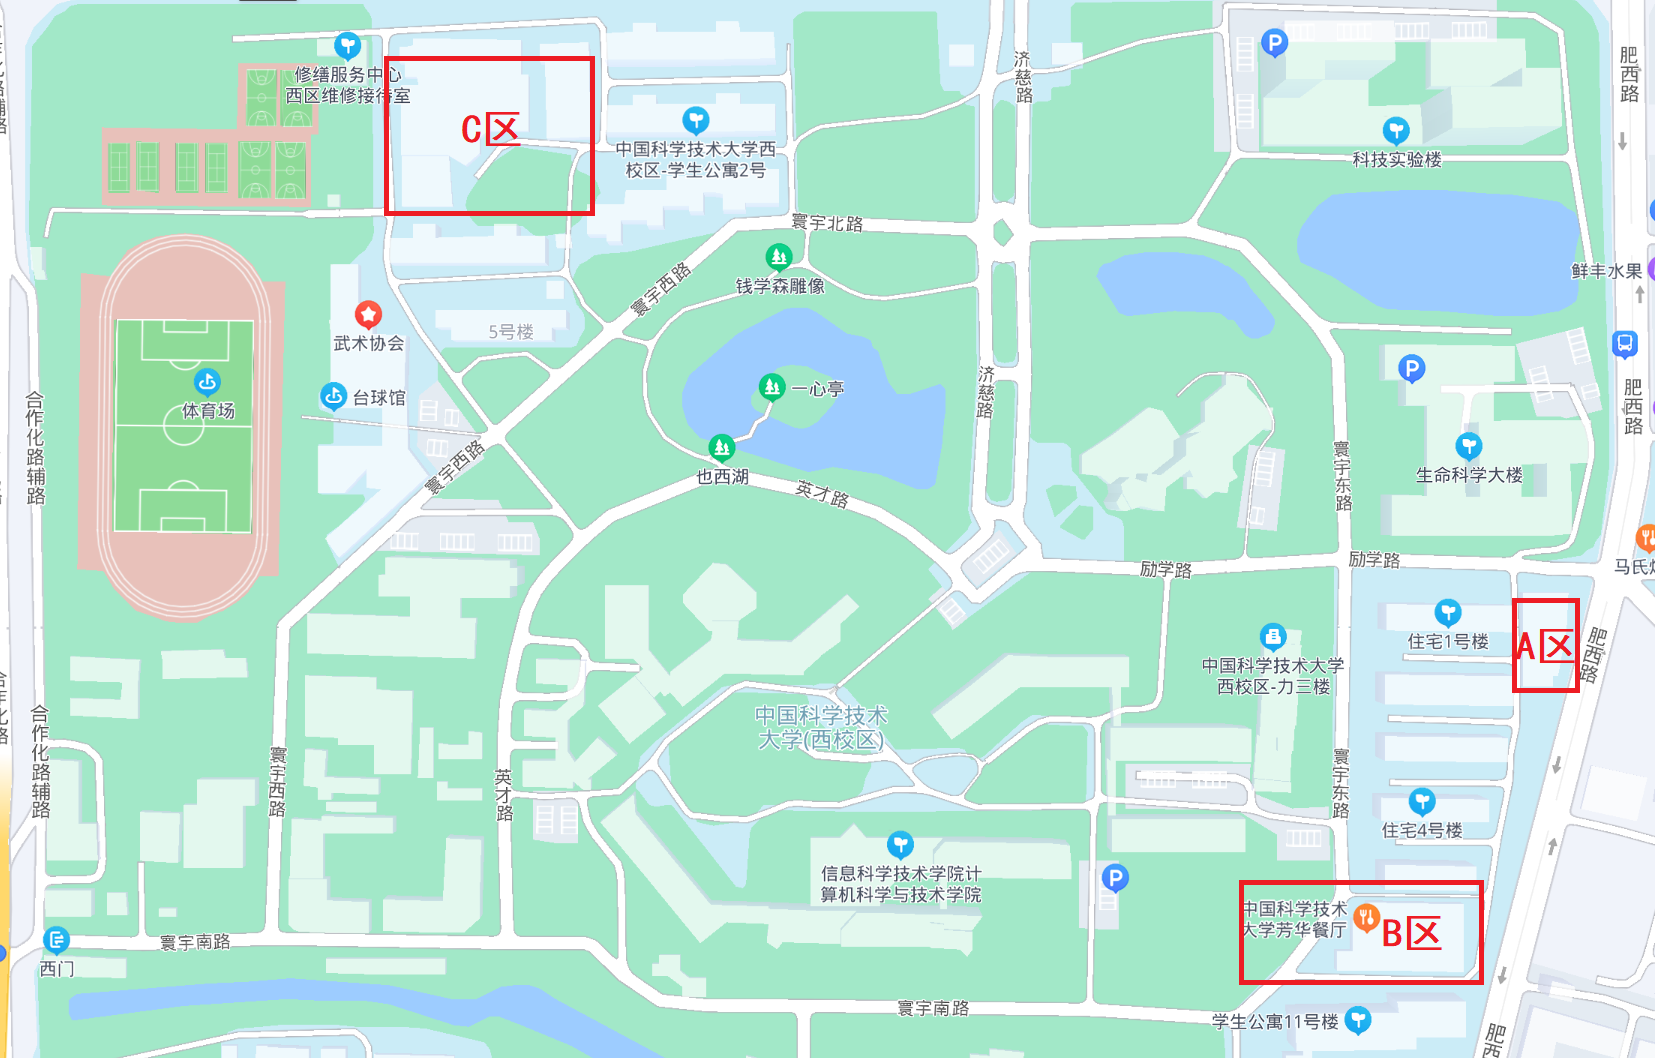 修缮服务中心
西区维修接待室
C区
中国科学技术大学西
校区-学生公寓2号
济慈路
科技实验楼
肥西路
寰宇北路
钱学森雕像
寰宇西路
鲜丰水果
武术协会
5号楼
台球馆
体育场
一心亭
也西湖
济慈路
英才路
寰宇西路
合作化路辅路
寰宇东路
生命科学大楼
肥西路
励学路
励学路
马氏
住宅1号楼
A区
肥西路
中国科学技术大学
西校区-力三楼
中国科学技术
大学(西校区)
合作化路辅路
寰宇西路
英才路
寰宇东路
住宅4号楼
信息科学技术学院计
算机科学与技术学院
中国科学技术
大学芳华餐厅
B区
西门
寰宇南路
寰宇南路
学生公寓11号楼
肥西
P
P
P